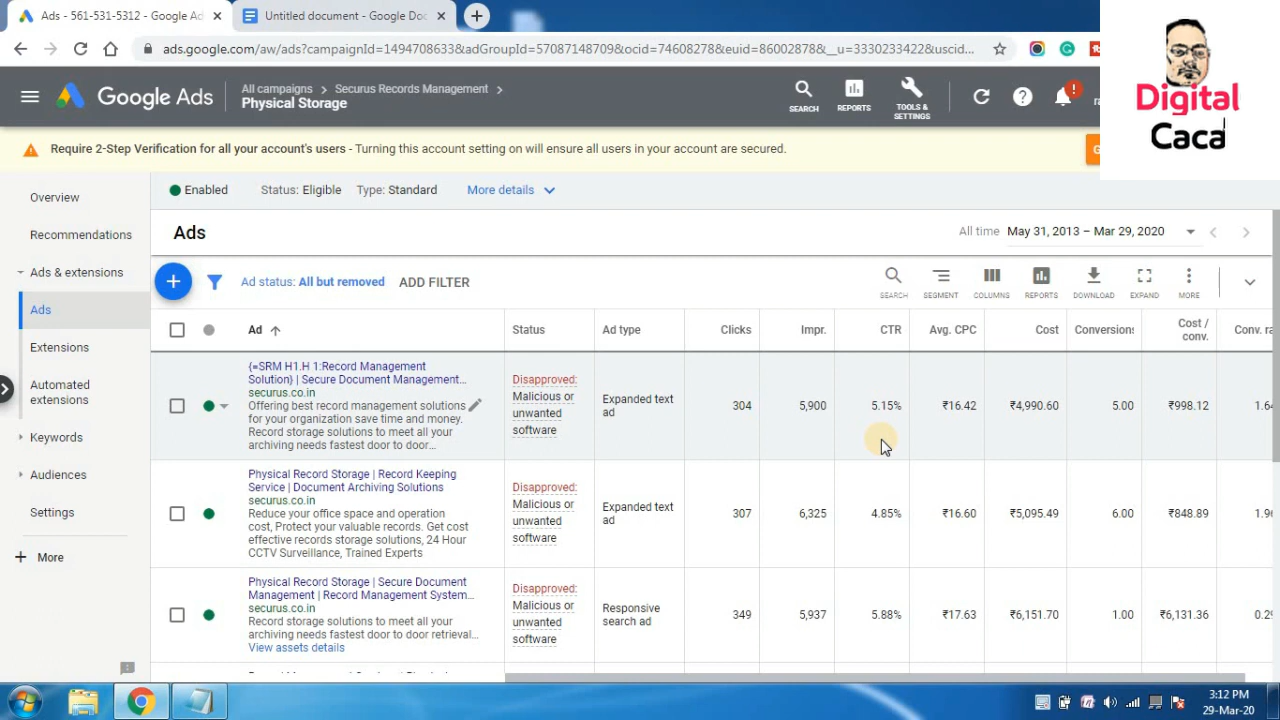 Ads - 561-531-5312 - Google Ads
Untitled document - Google Doc
ads.google.com/aw/ads?campaignId=1494708633&adGroupId=57087148709&ocid=74608278&euid=86002878&__u=3330233422&uscid...
Digital
Caca
Google Ads
All campaigns > Securus Records Management >
Physical Storage
SEARCH
REPORTS
TOOLS &
SETTINGS
?
!
ra
Require 2-Step Verification for all your account's users - Turning this account setting on will ensure all users in your account are secured.
G
Overview
Recommendations
Ads & extensions
Ads
Extensions
Automated
extensions
Keywords
Audiences
Settings
+ More
Enabled Status: Eligible Type: Standard More details
Ads
All time May 31, 2013 – Mar 29, 2020
Ad status: All but removed ADD FILTER
SEARCH SEGMENT COLUMNS REPORTS DOWNLOAD EXPAND MORE
Ad ↑ Status Ad type Clicks Impr. CTR Avg. CPC Cost Conversions Cost / conv. Conv. ra
{=SRM H1.H 1:Record Management
Solution} | Secure Document Management...
securus.co.in
Offering best record management solutions
for your organization save time and money.
Record storage solutions to meet all your
archiving needs fastest door to door...
Disapproved:
Malicious or
unwanted
software
Expanded text
ad
304 5,900 5.15% ₹16.42 ₹4,990.60 5.00 ₹998.12 1.64
Physical Record Storage | Record Keeping
Service | Document Archiving Solutions
securus.co.in
Reduce your office space and operation
cost, Protect your valuable records. Get cost
effective records storage solutions, 24 Hour
CCTV Surveillance, Trained Experts
Disapproved:
Malicious or
unwanted
software
Expanded text
ad
307 6,325 4.85% ₹16.60 ₹5,095.49 6.00 ₹848.89 1.96
Physical Record Storage | Secure Document
Management | Record Management System...
securus.co.in
Record storage solutions to meet all your
archiving needs fastest door to door retrieval...
View assets details
Disapproved:
Malicious or
unwanted
software
Responsive
search ad
349 5,937 5.88% ₹17.63 ₹6,151.70 1.00 ₹6,131.36 0.29
3:12 PM
29-Mar-20